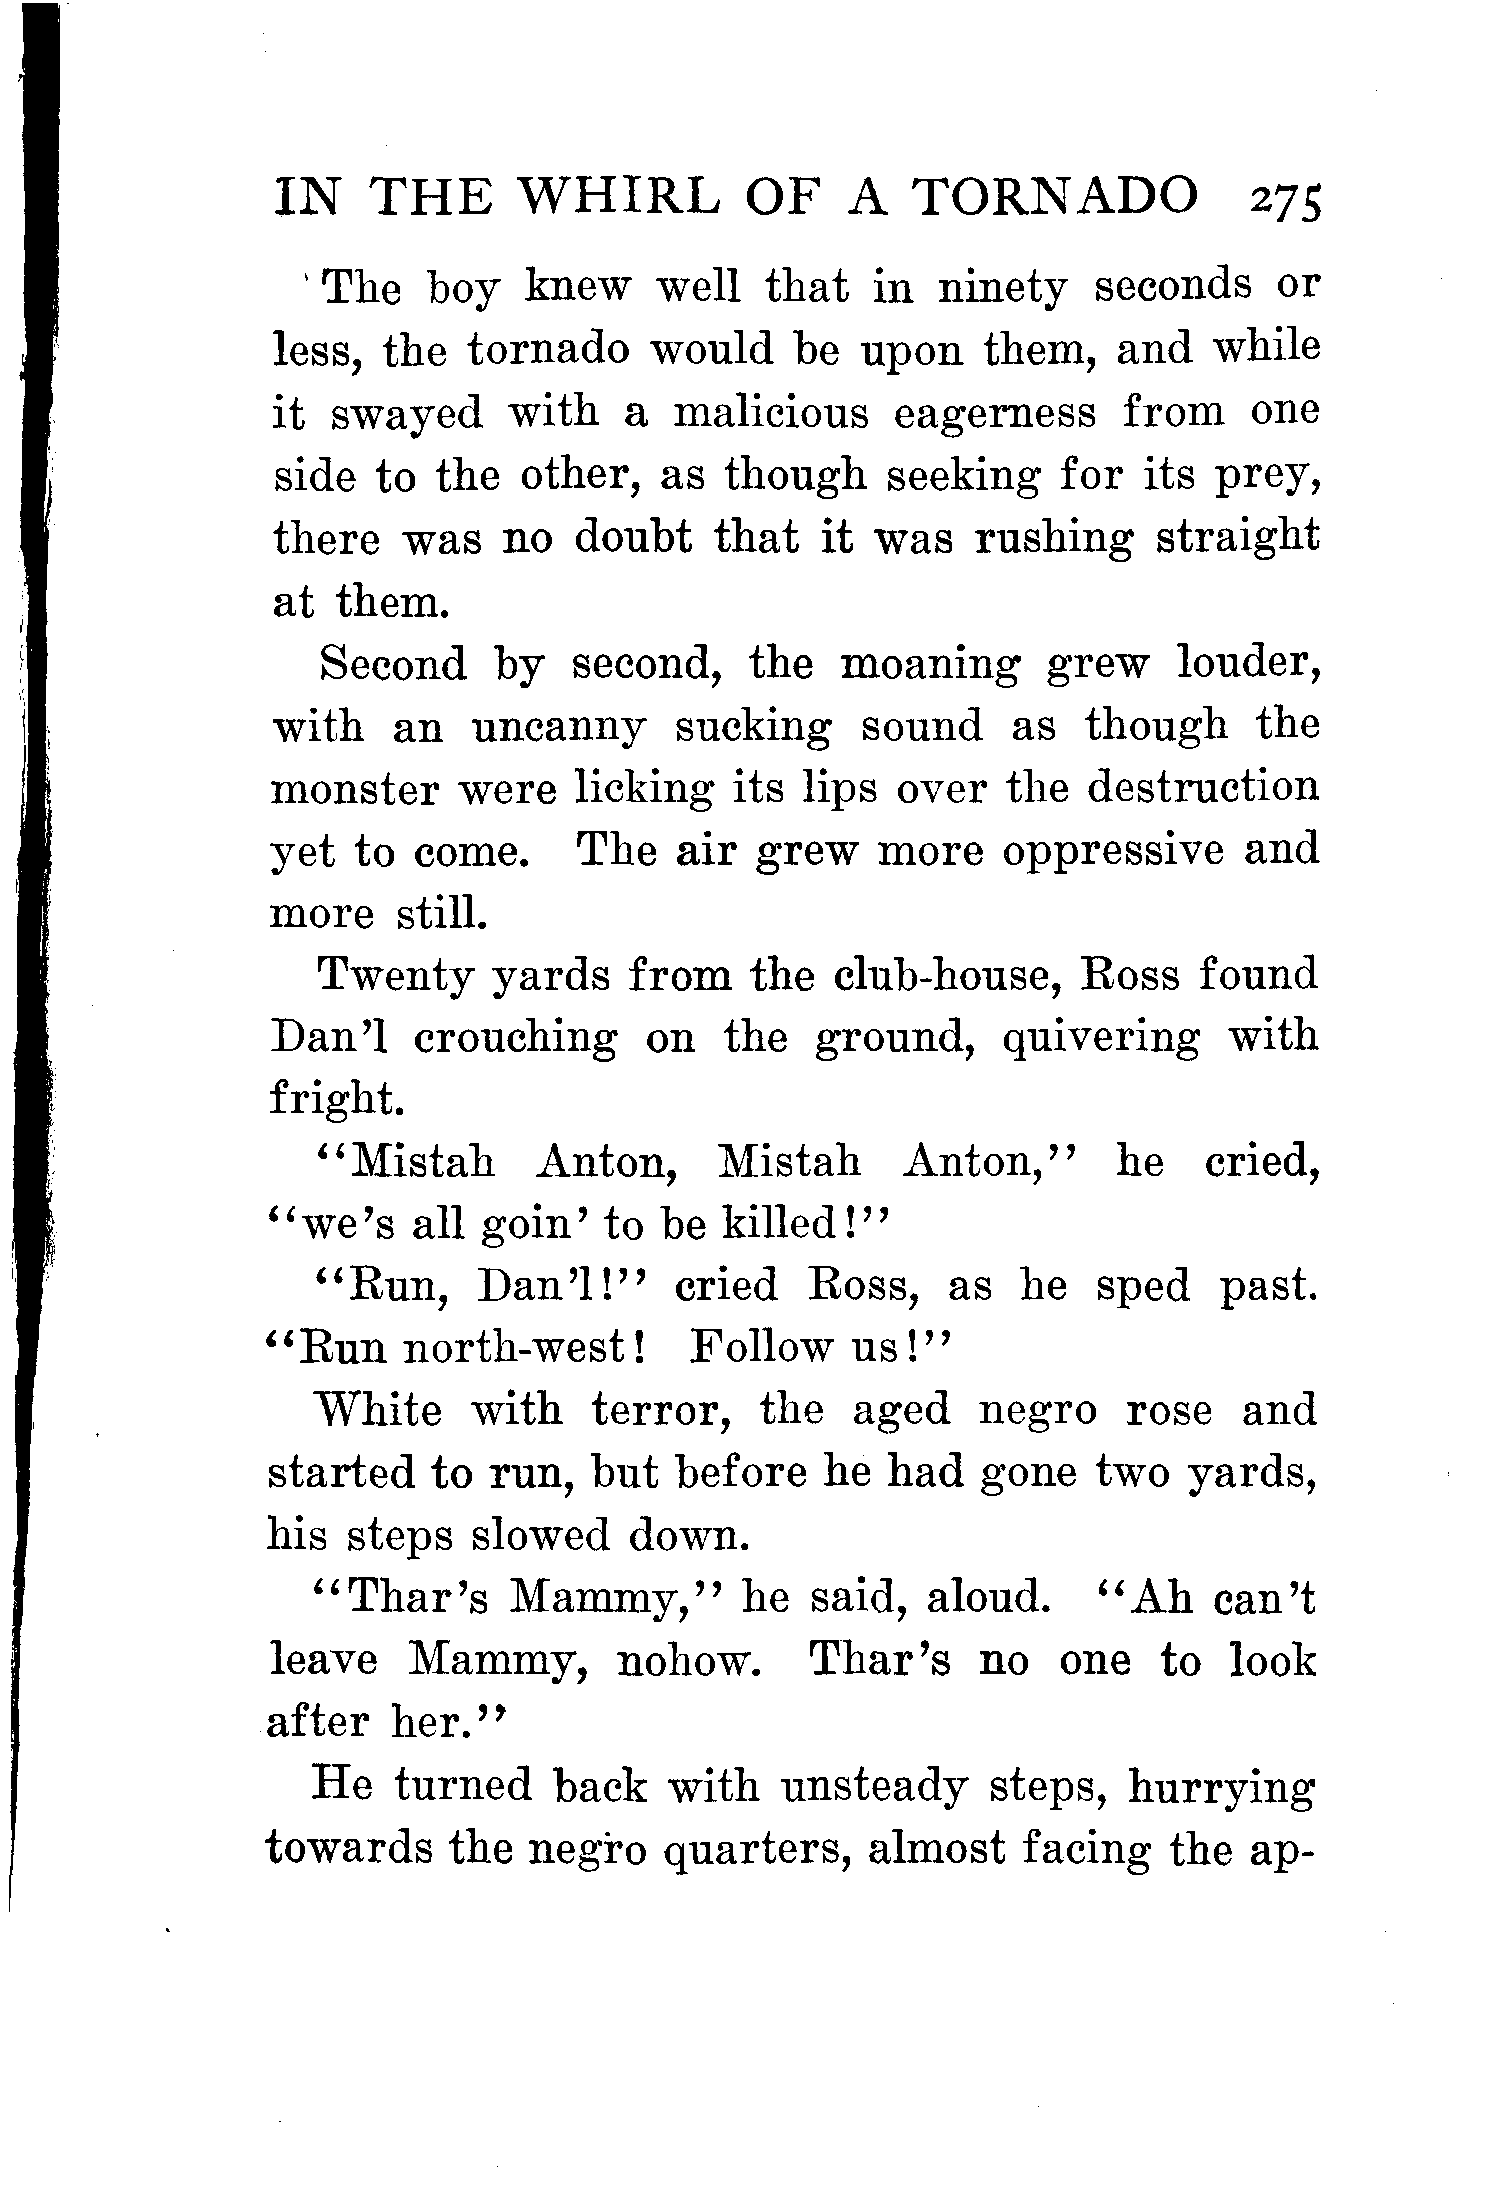 IN THE WHIRL OF A TORNADO 275
The boy knew well that in ninety seconds or
less, the tornado would be upon them, and while
it swayed with a malicious eagerness from one
side to the other, as though seeking for its prey,
there was no doubt that it was rushing straight
at them.
Second by second, the moaning grew louder,
with an uncanny sucking sound as though the
monster were licking its lips over the destruction
yet to come. The air grew more oppressive and
more still.
Twenty yards from the club-house, Ross found
Dan'l crouching on the ground, quivering with
fright.
"Mistah Anton, Mistah Anton," he cried,
"we's all goin' to be killed!"
"Run, Dan'l!" cried Ross, as he sped past.
"Run north-west! Follow us!"
White with terror, the aged negro rose and
started to run, but before he had gone two yards,
his steps slowed down.
"Thar's Mammy," he said, aloud. "Ah can't
leave Mammy, nohow. Thar's no one to look
after her."
He turned back with unsteady steps, hurrying
towards the negro quarters, almost facing the ap-